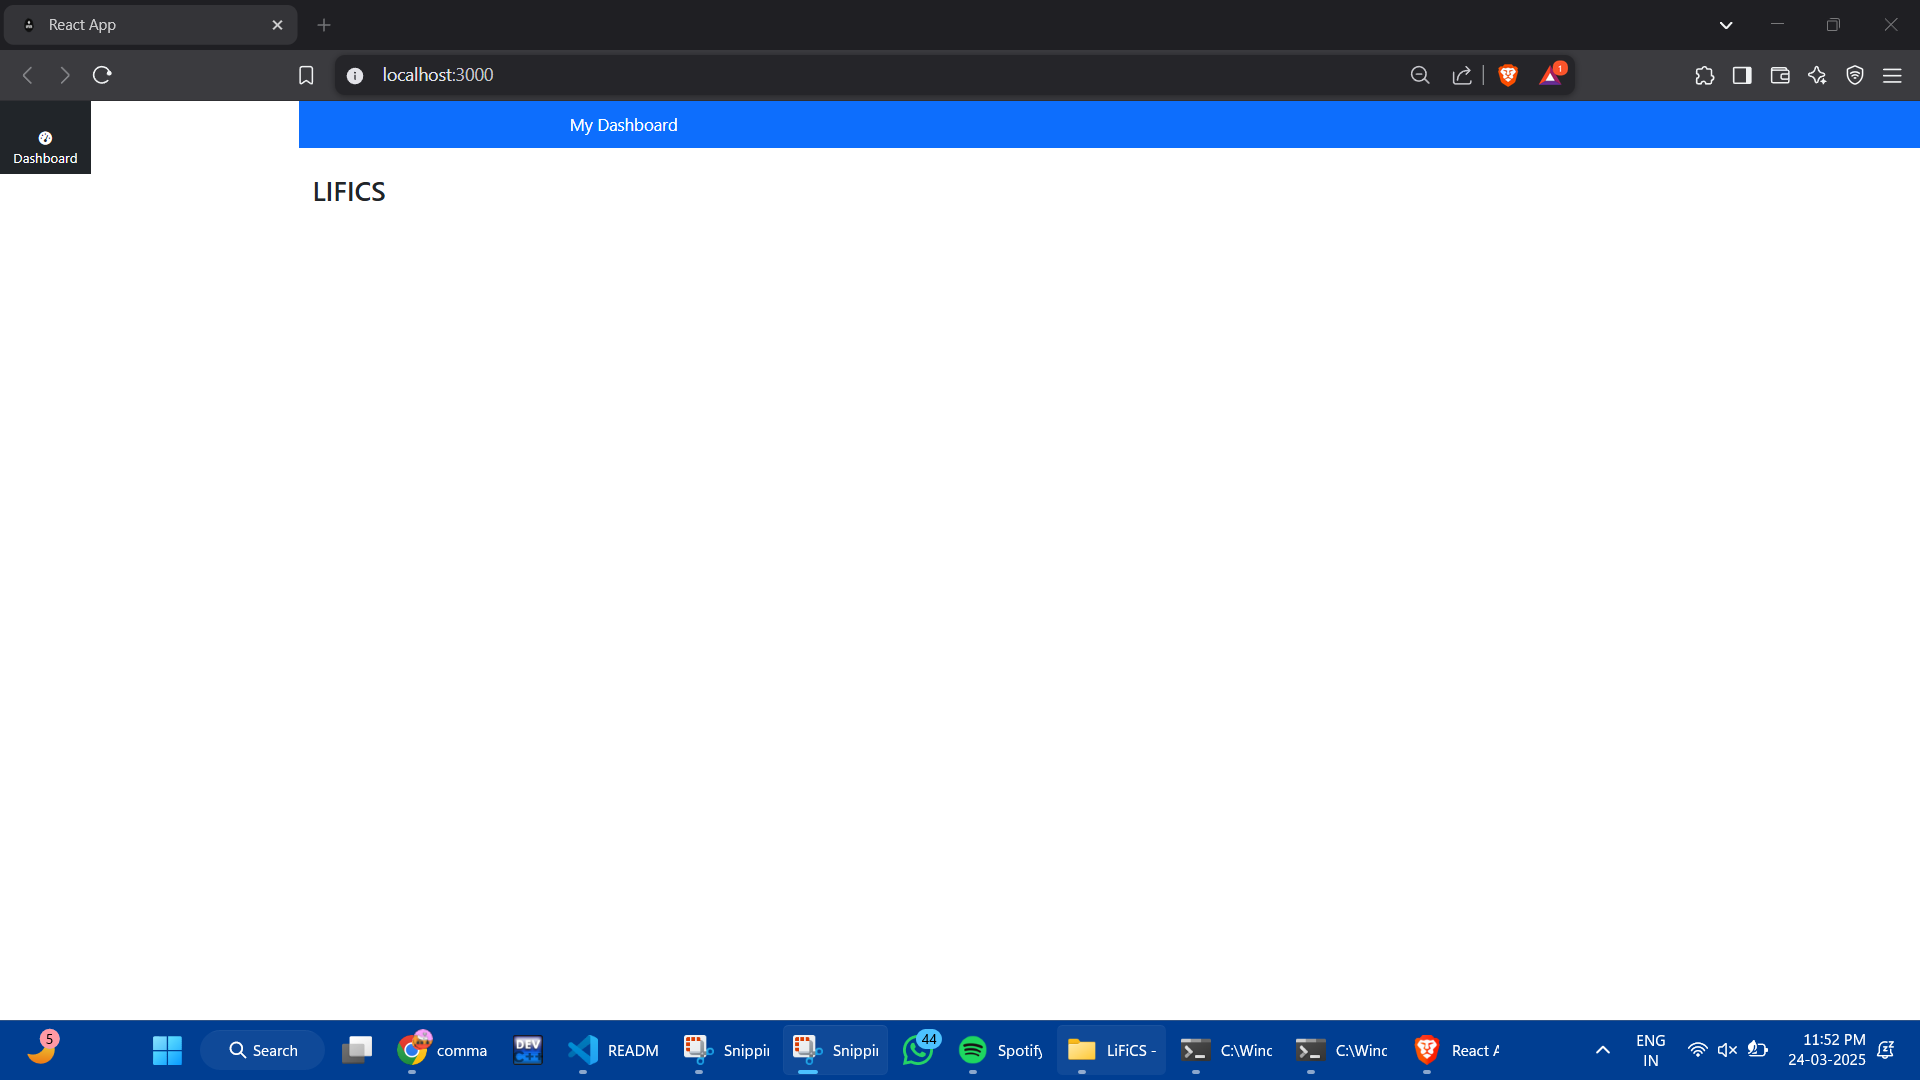 React App
localhost:3000
1
Dashboard
My Dashboard
LIFICS
5
Search
comma
DEV
C++
READM
Snippi
Snippi
44
Spotify
LiFiCS -
C:\Winc
C:\Winc
React A
ENG
IN
11:52 PM
24-03-2025